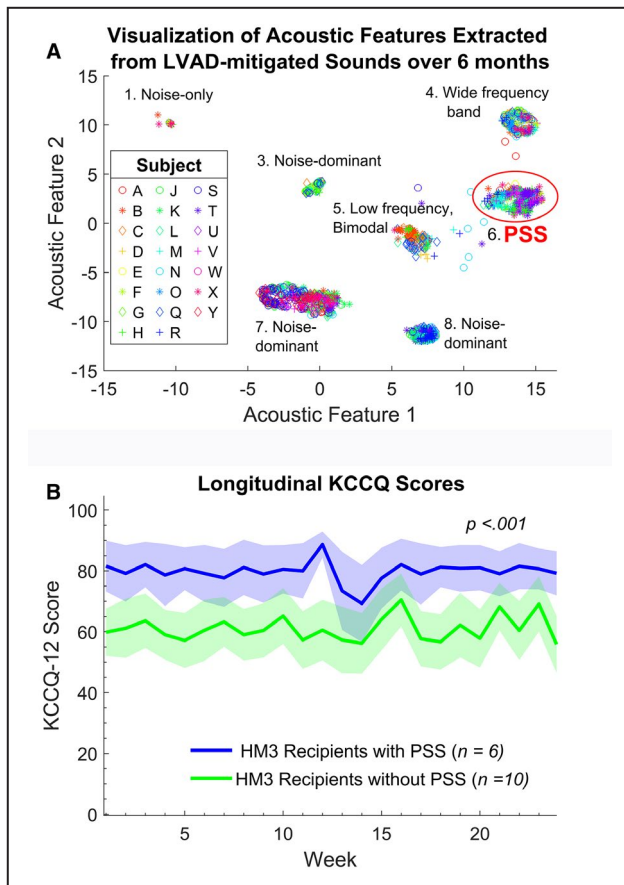 A
Visualization of Acoustic Features Extracted
from LVAD-mitigated Sounds over 6 months
15
10
5
0
-5
-10
-15
Acoustic Feature 2
1. Noise-only
4. Wide frequency
band
3. Noise-dominant
5. Low frequency,
Bimodal
6. PSS
7. Noise-
dominant
8. Noise-
dominant
Subject
A J S
B K T
C L U
D M V
E N W
F O X
G Q Y
H R
-15 -10 -5 0 5 10 15
Acoustic Feature 1
B
Longitudinal KCCQ Scores
100
80
60
40
20
0
KCCQ-12 Score
p <.001
HM3 Recipients with PSS (n = 6)
HM3 Recipients without PSS (n =10)
5 10 15 20
Week